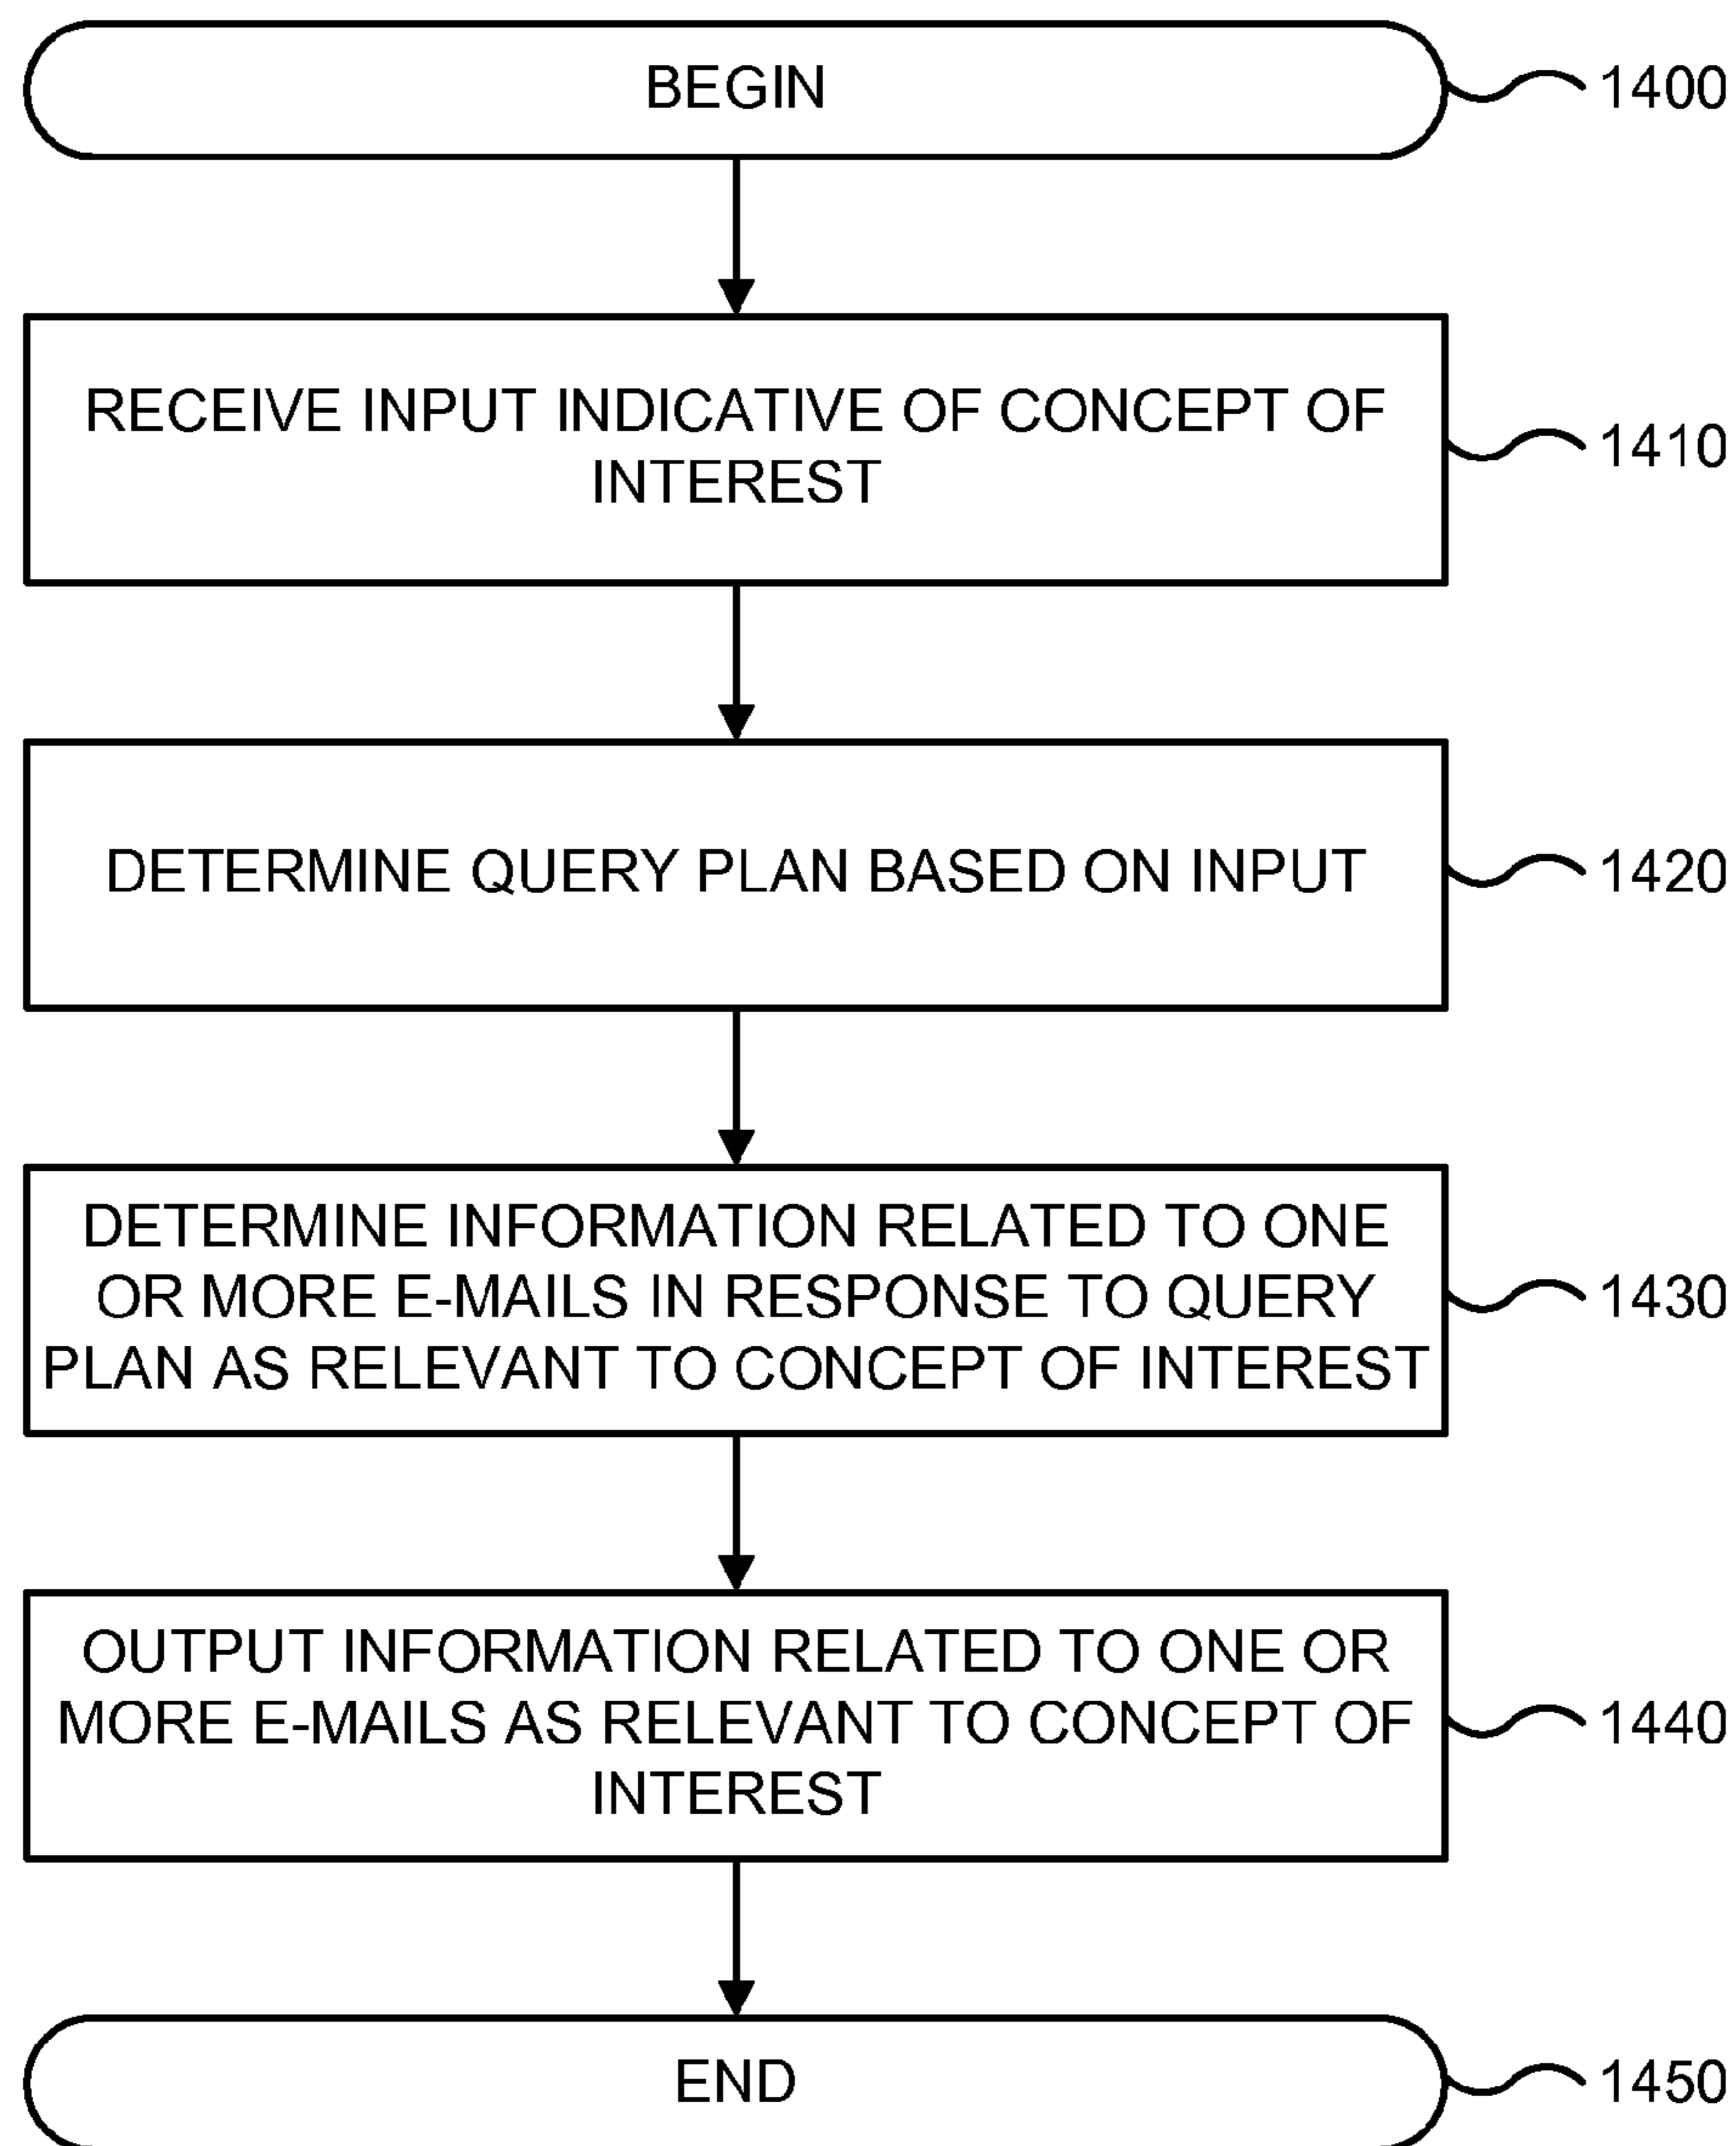 BEGIN
1400
RECEIVE INPUT INDICATIVE OF CONCEPT OF
INTEREST
1410
DETERMINE QUERY PLAN BASED ON INPUT
1420
DETERMINE INFORMATION RELATED TO ONE
OR MORE E-MAILS IN RESPONSE TO QUERY
PLAN AS RELEVANT TO CONCEPT OF INTEREST
1430
OUTPUT INFORMATION RELATED TO ONE OR
MORE E-MAILS AS RELEVANT TO CONCEPT OF
INTEREST
1440
END
1450